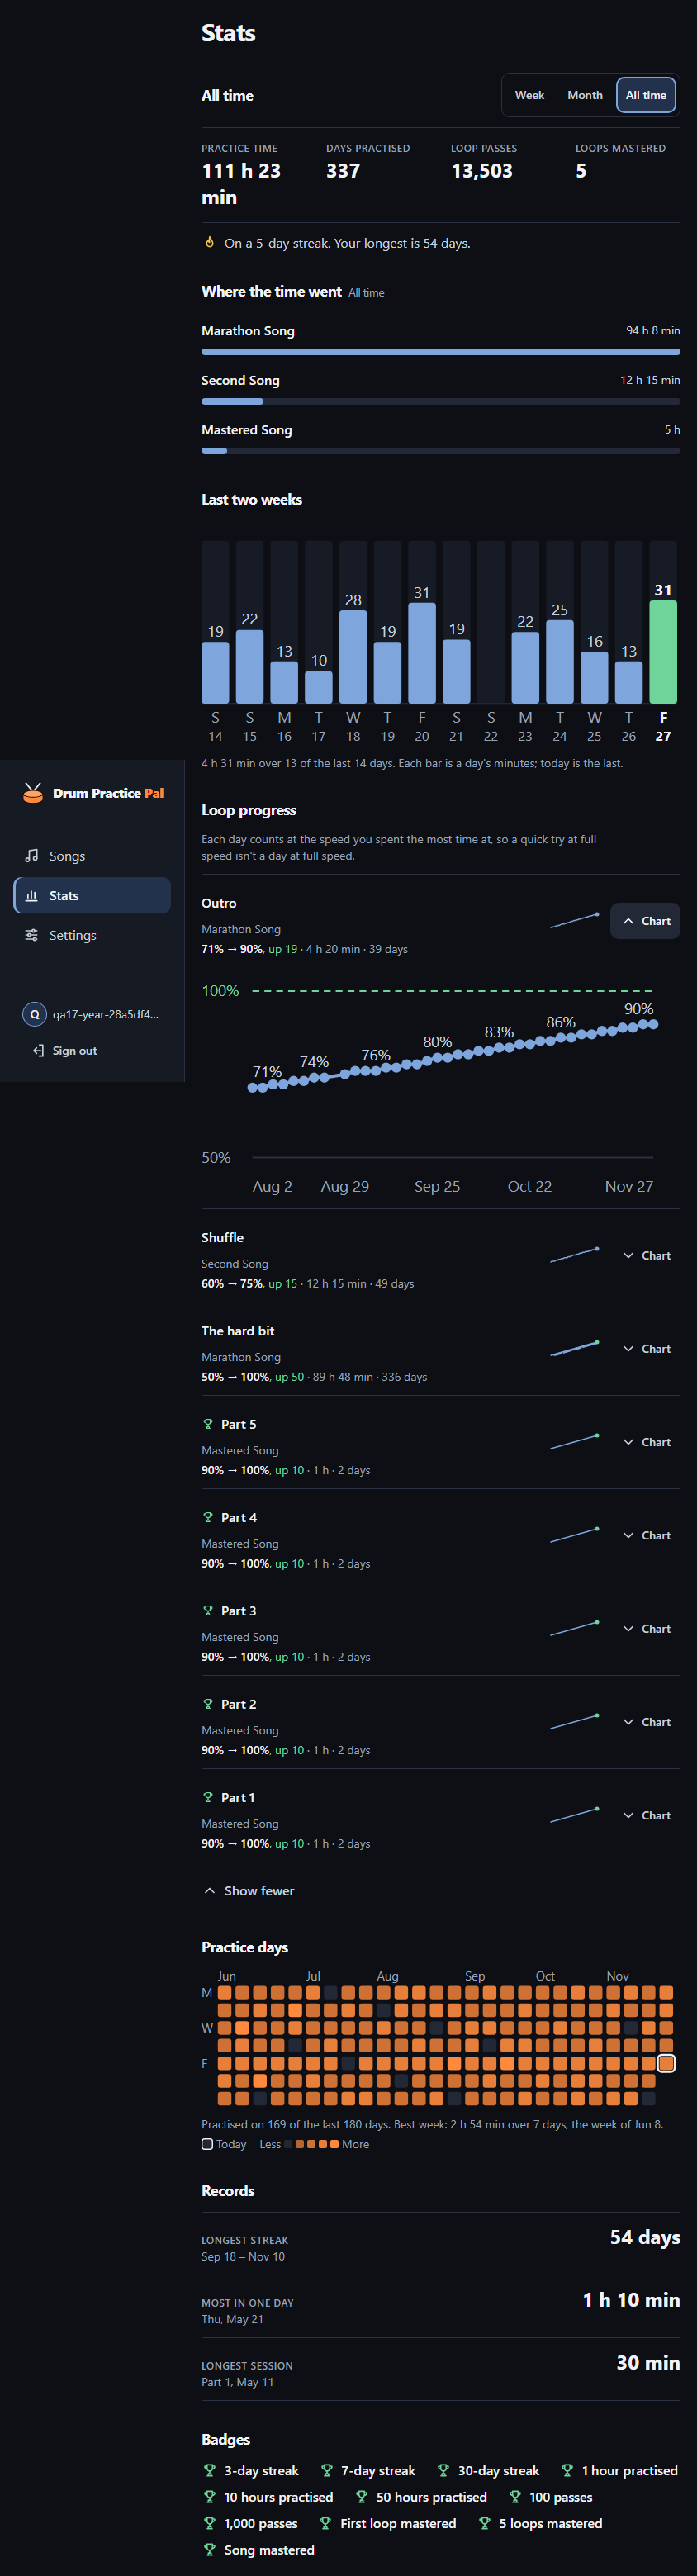 Stats
All time
Week Month All time
PRACTICE TIME DAYS PRACTISED LOOP PASSES LOOPS MASTERED
111 h 23 min 337 13,503 5
On a 5-day streak. Your longest is 54 days.
Where the time went All time
Marathon Song 94 h 8 min
Second Song 12 h 15 min
Mastered Song 5 h
Last two weeks
19 22 13 10 28 19 31 19 22 25 16 13 31
S S M T W T F S S M T W T F
14 15 16 17 18 19 20 21 22 23 24 25 26 27
4 h 31 min over 13 of the last 14 days. Each bar is a day's minutes; today is the last.
Drum Practice Pal
Songs
Stats
Settings
Q qa17-year-28a5df4...
Sign out
Loop progress
Each day counts at the speed you spent the most time at, so a quick try at full
speed isn't a day at full speed.
Outro
Marathon Song
71% → 90%, up 19 · 4 h 20 min · 39 days
Chart
100%
71% 74% 76% 80% 83% 86% 90%
50%
Aug 2 Aug 29 Sep 25 Oct 22 Nov 27
Shuffle
Second Song
60% → 75%, up 15 · 12 h 15 min · 49 days
Chart
The hard bit
Marathon Song
50% → 100%, up 50 · 89 h 48 min · 336 days
Chart
Part 5
Mastered Song
90% → 100%, up 10 · 1 h · 2 days
Chart
Part 4
Mastered Song
90% → 100%, up 10 · 1 h · 2 days
Chart
Part 3
Mastered Song
90% → 100%, up 10 · 1 h · 2 days
Chart
Part 2
Mastered Song
90% → 100%, up 10 · 1 h · 2 days
Chart
Part 1
Mastered Song
90% → 100%, up 10 · 1 h · 2 days
Chart
Show fewer
Practice days
Jun Jul Aug Sep Oct Nov
M
W
F
Practised on 169 of the last 180 days. Best week: 2 h 54 min over 7 days, the week of Jun 8.
Today Less More
Records
LONGEST STREAK 54 days
Sep 18 – Nov 10
MOST IN ONE DAY 1 h 10 min
Thu, May 21
LONGEST SESSION 30 min
Part 1, May 11
Badges
3-day streak 7-day streak 30-day streak 1 hour practised
10 hours practised 50 hours practised 100 passes
1,000 passes First loop mastered 5 loops mastered
Song mastered